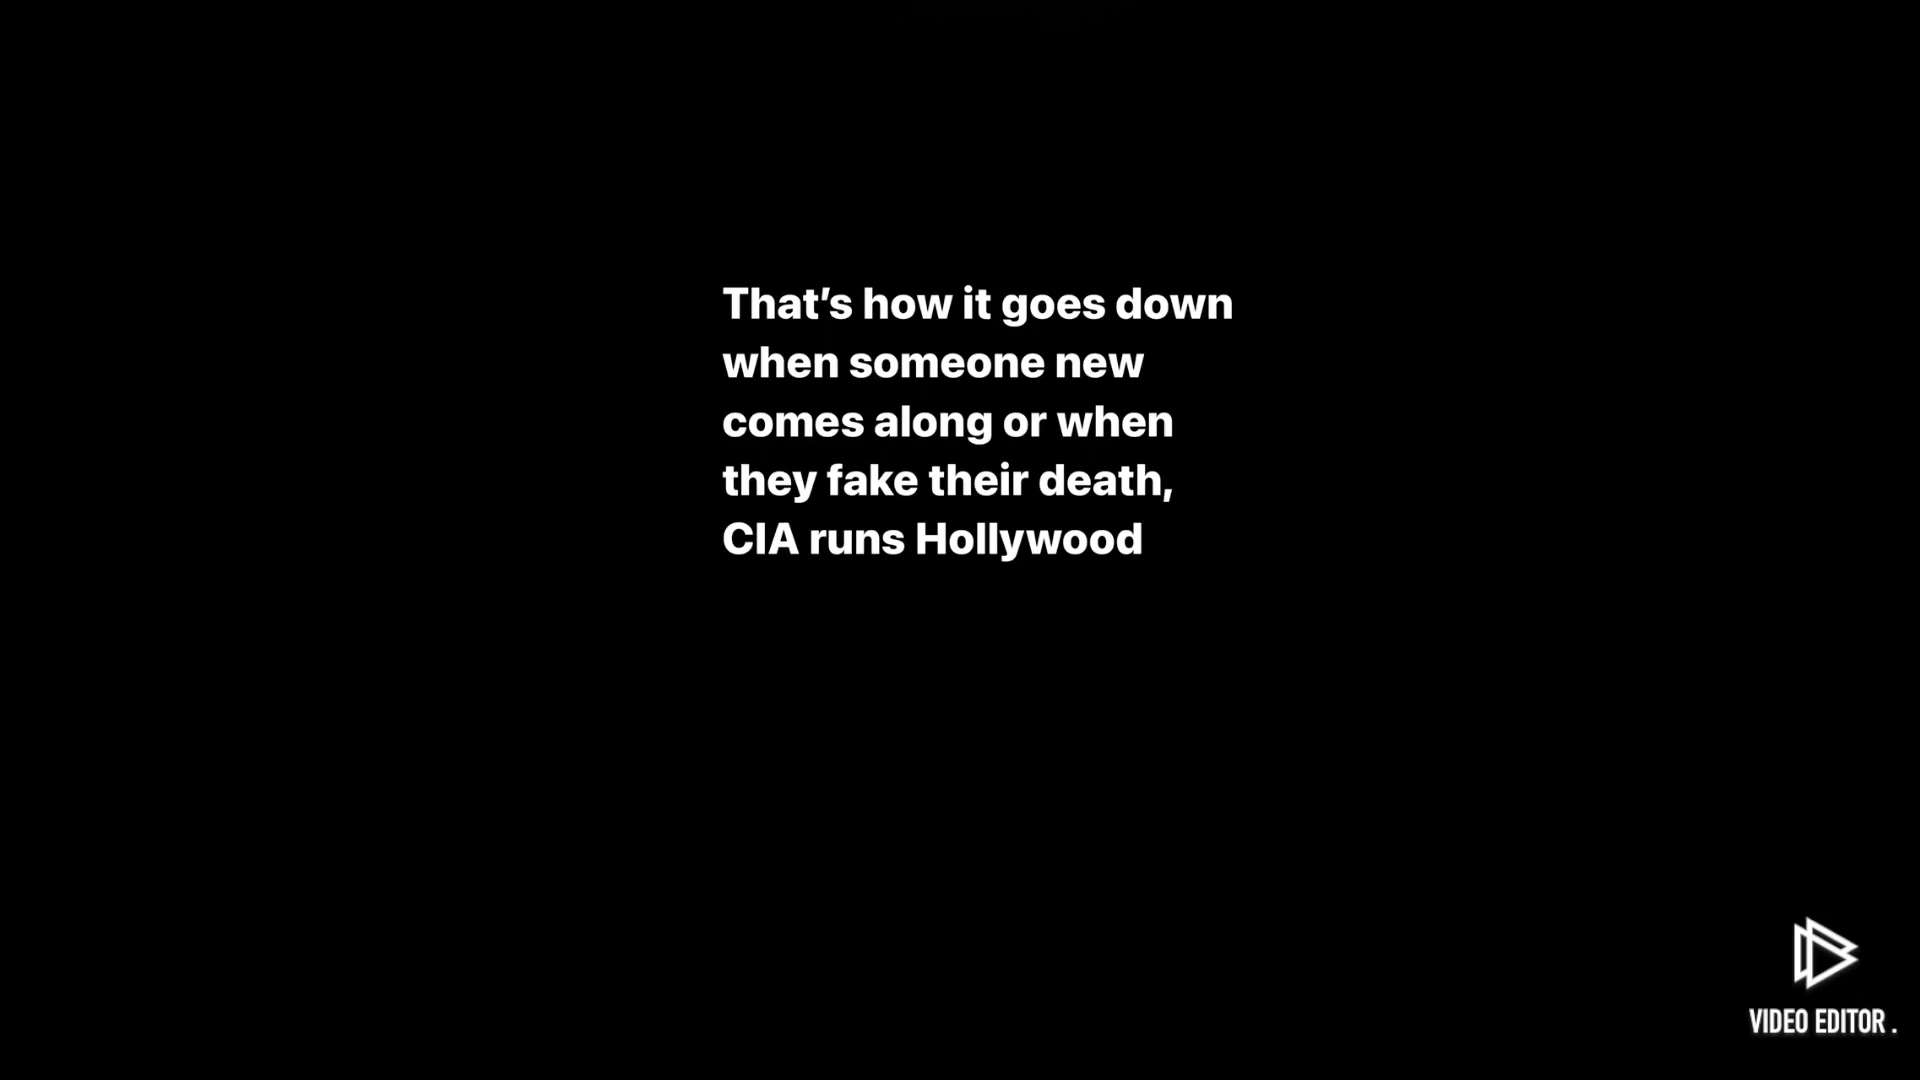 That’s how it goes down
when someone new
comes along or when
they fake their death,
CIA runs Hollywood
VIDEO EDITOR .